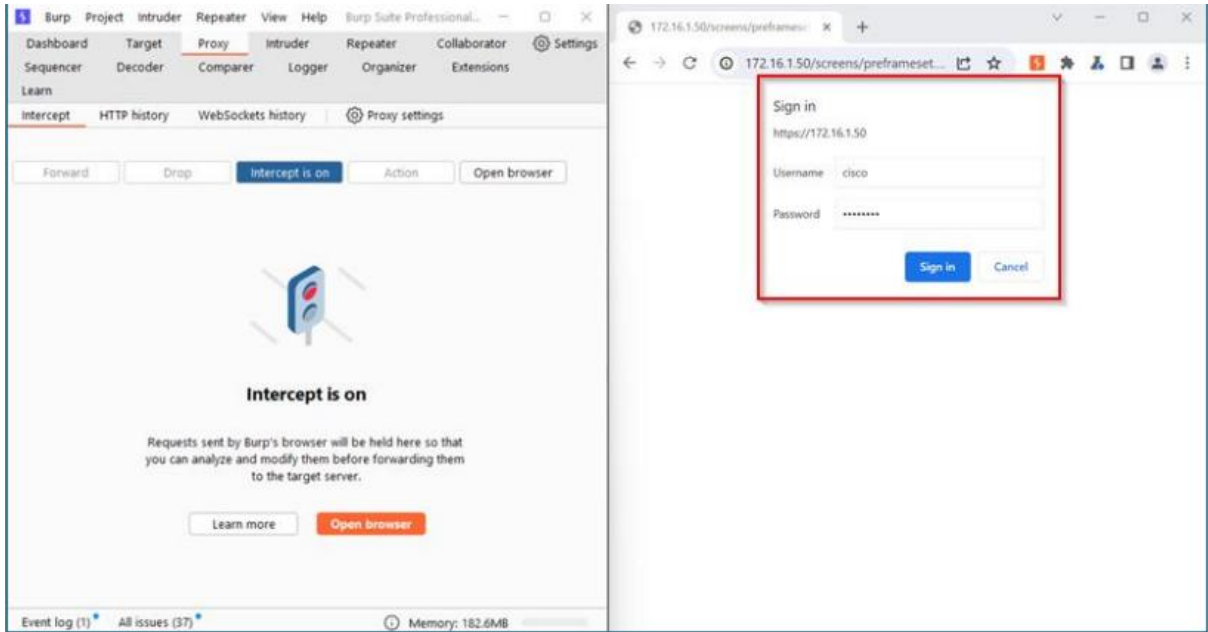 Burp Project Intruder Repeater View Help Burp Suite Professional...
Dashboard Target Proxy Intruder Repeater Collaborator Settings
Sequencer Decoder Comparer Logger Organizer Extensions
Learn
Intercept HTTP history WebSockets history Proxy settings
Forward Drop Intercept is on Action Open browser
Intercept is on
Requests sent by Burp's browser will be held here so that
you can analyze and modify them before forwarding them
to the target server.
Learn more Open browser
Event log (1) All issues (37) Memory: 182.6MB
172.16.1.50/screens/preframese
172.16.1.50/screens/preframeset...
Sign in
https://172.16.1.50
Username cisco
Password ••••••••
Sign in Cancel